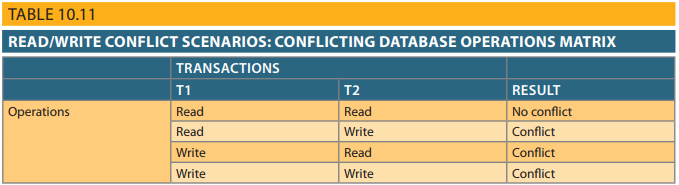 TABLE 10.11
READ/WRITE CONFLICT SCENARIOS: CONFLICTING DATABASE OPERATIONS MATRIX
TRANSACTIONS
T1 T2 RESULT
Operations Read Read No conflict
Read Write Conflict
Write Read Conflict
Write Write Conflict